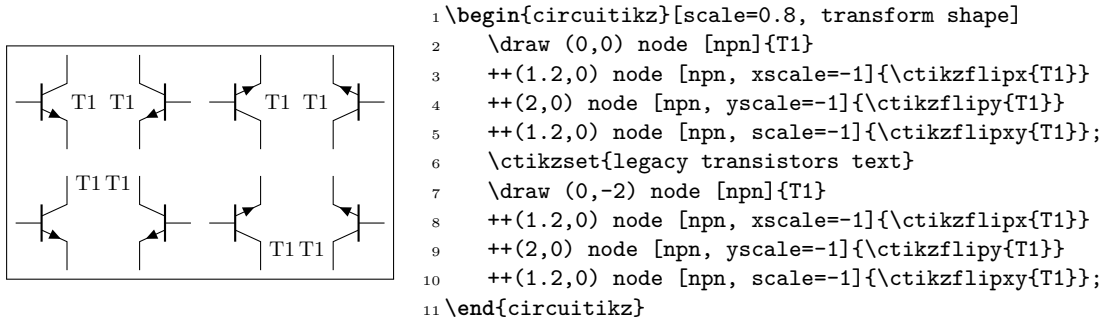 T1 T1 T1 T1
T1 T1
T1 T1
1 \begin{circuitikz}[scale=0.8, transform shape]
2     \draw (0,0) node [npn]{T1}
3     ++(1.2,0) node [npn, xscale=-1]{\ctikzflipx{T1}}
4     ++(2,0) node [npn, yscale=-1]{\ctikzflipy{T1}}
5     ++(1.2,0) node [npn, scale=-1]{\ctikzflipxy{T1}};
6     \ctikzset{legacy transistors text}
7     \draw (0,-2) node [npn]{T1}
8     ++(1.2,0) node [npn, xscale=-1]{\ctikzflipx{T1}}
9     ++(2,0) node [npn, yscale=-1]{\ctikzflipy{T1}}
10     ++(1.2,0) node [npn, scale=-1]{\ctikzflipxy{T1}};
11 \end{circuitikz}